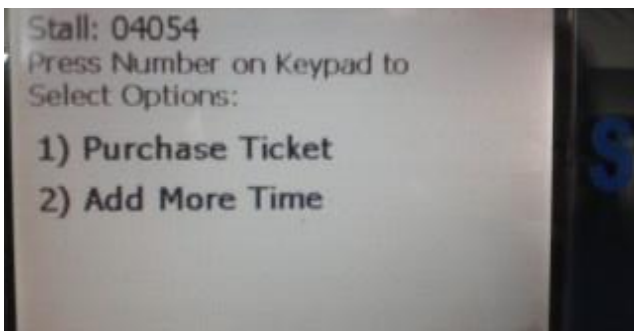 Stall: 04054
Press Number on Keypad to
Select Options:
1) Purchase Ticket
2) Add More Time
S